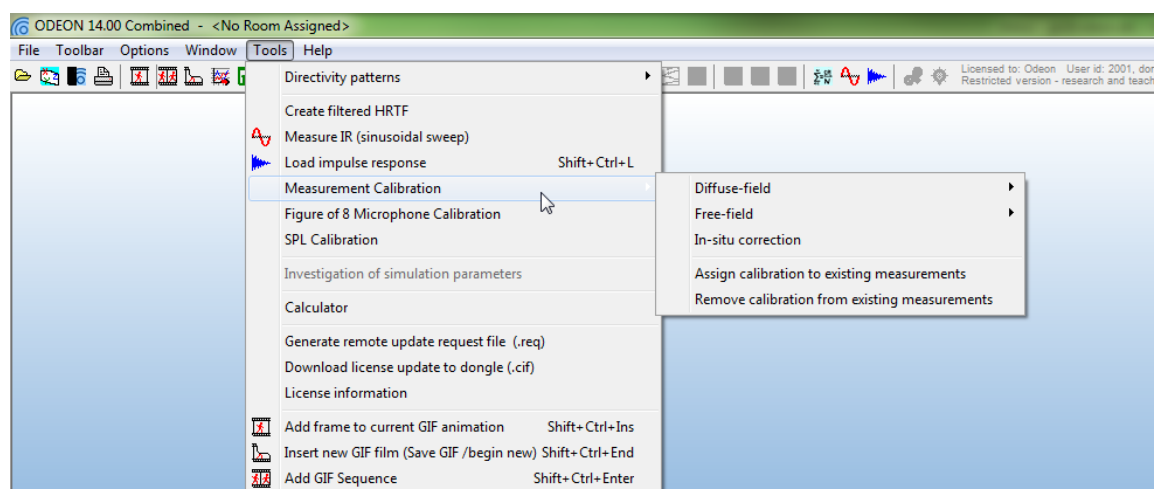 ODEON 14.00 Combined - <No Room Assigned>
File Toolbar Options Window Tools Help
Licensed to: Odeon User id: 2001,
Restricted version - research and
Directivity patterns
Create filtered HRTF
Measure IR (sinusoidal sweep)
Load impulse response Shift+Ctrl+L
Measurement Calibration
Figure of 8 Microphone Calibration
SPL Calibration
Investigation of simulation parameters
Calculator
Generate remote update request file (.req)
Download license update to dongle (.cif)
License information
Add frame to current GIF animation Shift+Ctrl+Ins
Insert new GIF film (Save GIF /begin new) Shift+Ctrl+End
Add GIF Sequence Shift+Ctrl+Enter
Diffuse-field
Free-field
In-situ correction
Assign calibration to existing measurements
Remove calibration from existing measurements